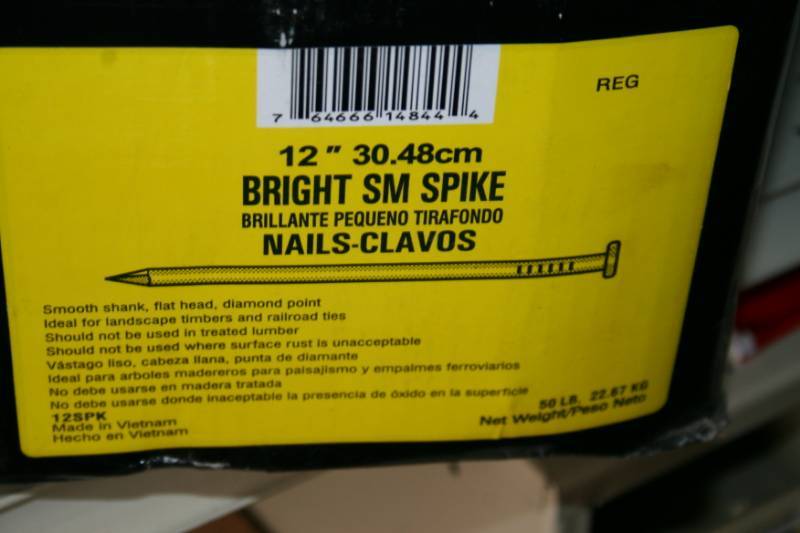 REG
7 64666 14844 4
12" 30.48cm
BRIGHT SM SPIKE
BRILLANTE PEQUENO TIRAFONDO
NAILS-CLAVOS
Smooth shank, flat head, diamond point
Ideal for landscape timbers and railroad ties
Should not be used in treated lumber
Should not be used where surface rust is unacceptable
Vástago liso, cabeza llana, punta de diamante
Ideal para arboles madereros para paisajismo y empalmes ferroviarios
No debe usarse en madera tratada
No debe usarse donde inaceptable la presencia de óxido en la superficie
12SPK
Made in Vietnam
Hecho en Vietnam
50 LB. 22.67 KG
Net Weight/Peso Neto